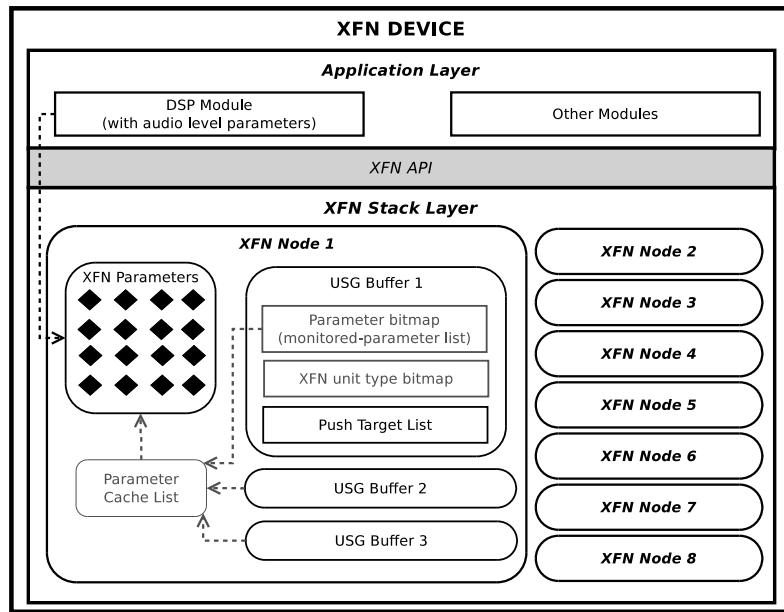 XFN DEVICE
Application Layer
DSP Module
(with audio level parameters)
Other Modules
XFN API
XFN Stack Layer
XFN Node 1
XFN Parameters
USG Buffer 1
Parameter bitmap
(monitored-parameter list)
XFN unit type bitmap
Push Target List
Parameter
Cache List
USG Buffer 2
USG Buffer 3
XFN Node 2
XFN Node 3
XFN Node 4
XFN Node 5
XFN Node 6
XFN Node 7
XFN Node 8